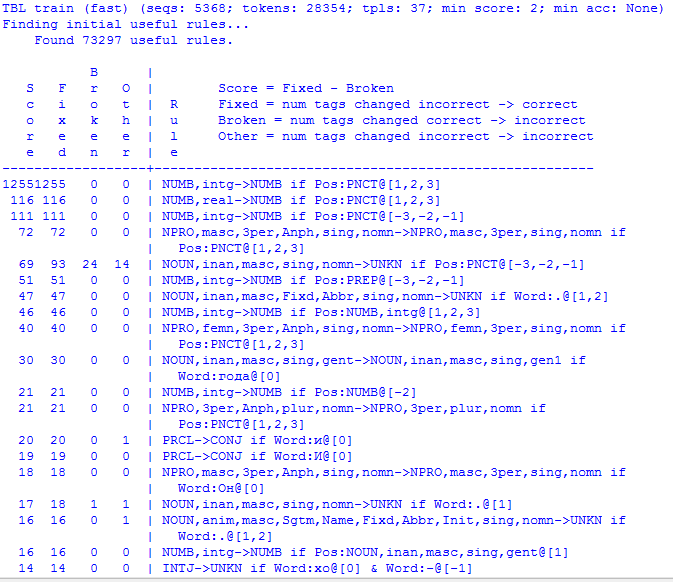 TBL train (fast) (seqs: 5368; tokens: 28354; tpls: 37; min score: 2; min acc: None)
Finding initial useful rules...
    Found 73297 useful rules.

           B      |
   S   F   r   O  |        Score = Fixed - Broken
   c   i   o   t  |  R     Fixed = num tags changed incorrect -> correct
   o   x   k   h  |  u     Broken = num tags changed correct -> incorrect
   r   e   e   e  |  l     Other = num tags changed incorrect -> incorrect
   e   d   n   r  |  e
------------------+-------------------------------------------------------
12551255   0   0  | NUMB,intg->NUMB if Pos:PNCT@[1,2,3]
 116 116   0   0  | NUMB,real->NUMB if Pos:PNCT@[1,2,3]
 111 111   0   0  | NUMB,intg->NUMB if Pos:PNCT@[-3,-2,-1]
  72  72   0   0  | NPRO,masc,3per,Anph,sing,nomn->NPRO,masc,3per,sing,nomn if
                  |   Pos:PNCT@[1,2,3]
  69  93  24  14  | NOUN,inan,masc,sing,nomn->UNKN if Pos:PNCT@[-3,-2,-1]
  51  51   0   0  | NUMB,intg->NUMB if Pos:PREP@[-3,-2,-1]
  47  47   0   0  | NOUN,inan,masc,Fixd,Abbr,sing,nomn->UNKN if Word:.@[1,2]
  46  46   0   0  | NUMB,intg->NUMB if Pos:NUMB,intg@[1,2,3]
  40  40   0   0  | NPRO,femn,3per,Anph,sing,nomn->NPRO,femn,3per,sing,nomn if
                  |   Pos:PNCT@[1,2,3]
  30  30   0   0  | NOUN,inan,masc,sing,gent->NOUN,inan,masc,sing,gen1 if
                  |   Word:года@[0]
  21  21   0   0  | NUMB,intg->NUMB if Pos:NUMB@[-2]
  21  21   0   0  | NPRO,3per,Anph,plur,nomn->NPRO,3per,plur,nomn if
                  |   Pos:PNCT@[1,2,3]
  20  20   0   1  | PRCL->CONJ if Word:и@[0]
  19  19   0   0  | PRCL->CONJ if Word:И@[0]
  18  18   0   0  | NPRO,masc,3per,Anph,sing,nomn->NPRO,masc,3per,sing,nomn if
                  |   Word:Он@[0]
  17  18   1   1  | NOUN,inan,masc,sing,nomn->UNKN if Word:.@[1]
  16  16   0   1  | NOUN,anim,masc,Sgtm,Name,Fixd,Abbr,Init,sing,nomn->UNKN if
                  |   Word:.@[1,2]
  16  16   0   0  | NUMB,intg->NUMB if Pos:NOUN,inan,masc,sing,gent@[1]
  14  14   0   0  | INTJ->UNKN if Word:хо@[0] & Word:-@[-1]